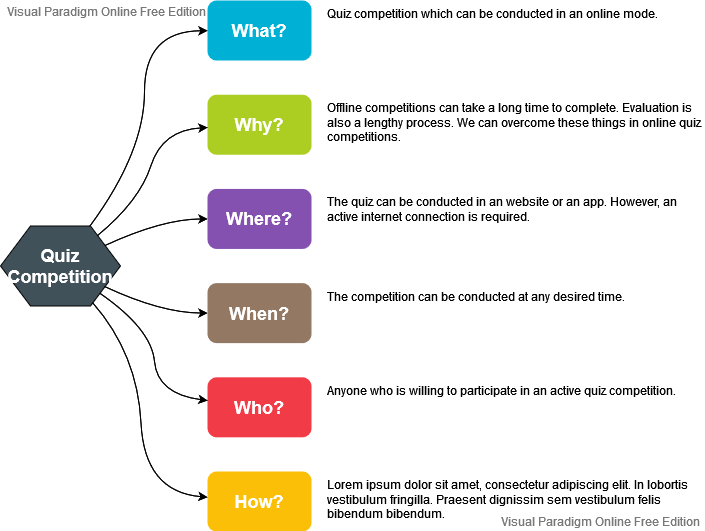 Visual Paradigm Online Free Edition
What?
Quiz competition which can be conducted in an online mode.
Why?
Offline competitions can take a long time to complete. Evaluation is
also a lengthy process. We can overcome these things in online quiz
competitions.
Where?
The quiz can be conducted in an website or an app. However, an
active internet connection is required.
Quiz
Competition
When?
The competition can be conducted at any desired time.
Who?
Anyone who is willing to participate in an active quiz competition.
How?
Lorem ipsum dolor sit amet, consectetur adipiscing elit. In lobortis
vestibulum fringilla. Praesent dignissim sem vestibulum felis
bibendum bibendum.
Visual Paradigm Online Free Edition